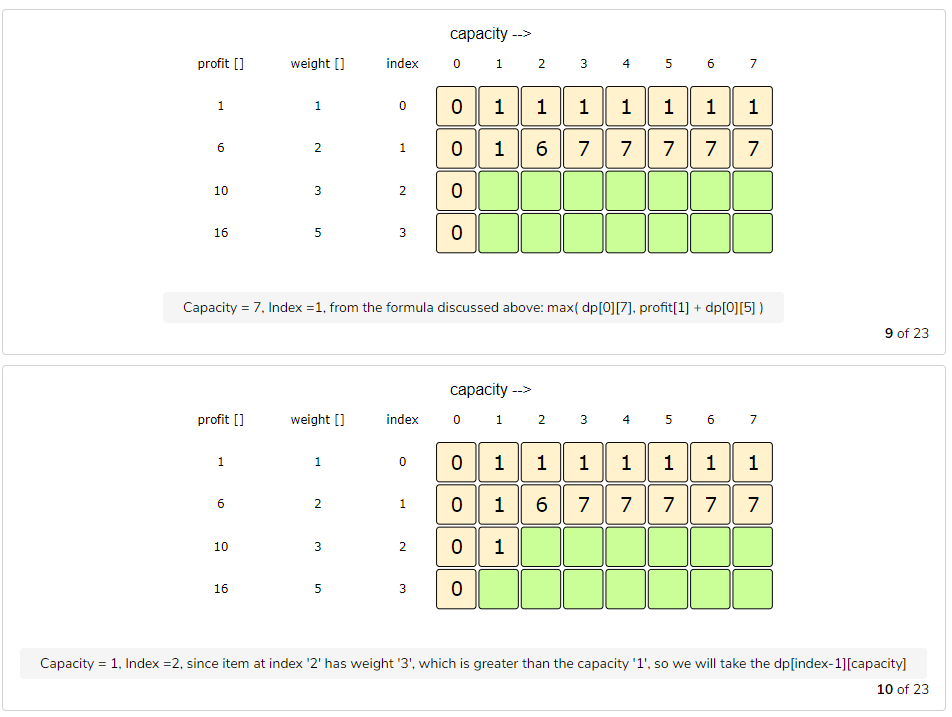 capacity -->
profit [] weight [] index 0 1 2 3 4 5 6 7
1 1 0 0 1 1 1 1 1 1 1
6 2 1 0 1 6 7 7 7 7 7
10 3 2 0
16 5 3 0
Capacity = 7, Index =1, from the formula discussed above: max( dp[0][7], profit[1] + dp[0][5] )
9 of 23
capacity -->
profit [] weight [] index 0 1 2 3 4 5 6 7
1 1 0 0 1 1 1 1 1 1 1
6 2 1 0 1 6 7 7 7 7 7
10 3 2 0 1
16 5 3 0
Capacity = 1, Index =2, since item at index '2' has weight '3', which is greater than the capacity '1', so we will take the dp[index-1][capacity]
10 of 23